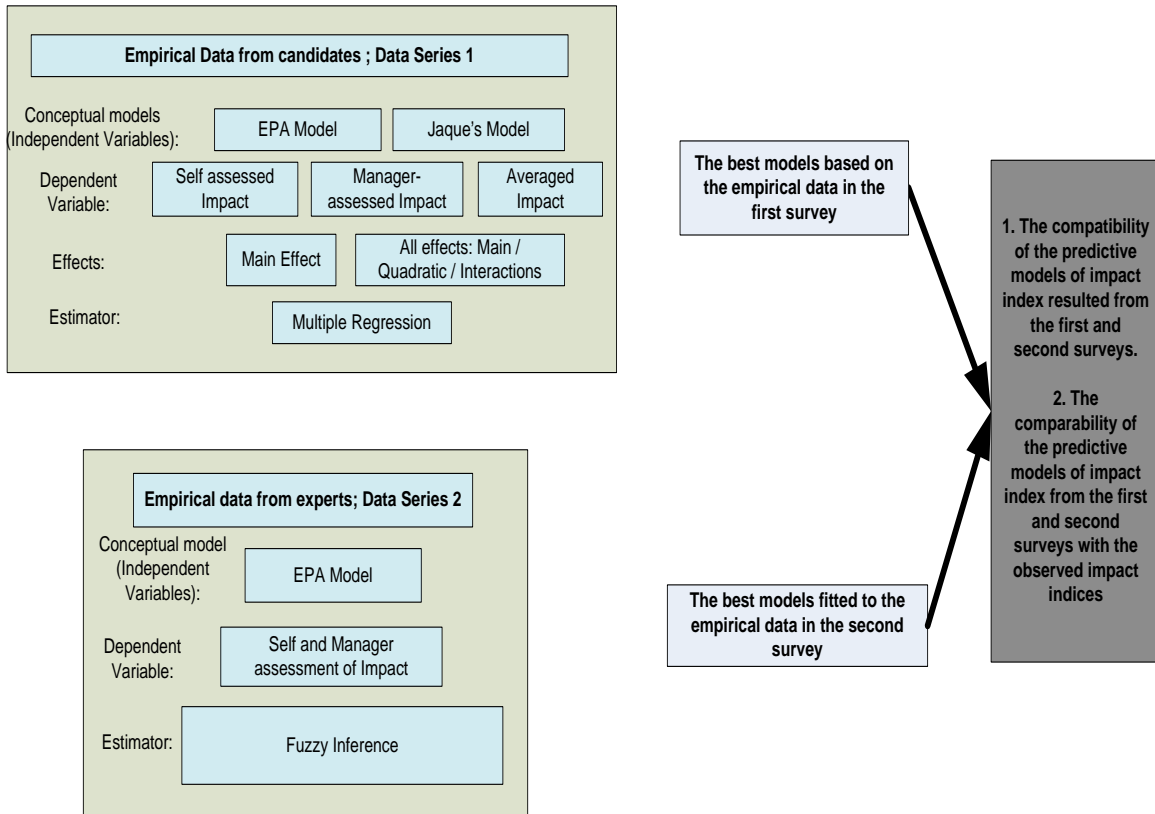 Empirical Data from candidates ; Data Series 1
Conceptual models
(Independent Variables):
EPA Model
Jaque's Model
Dependent
Variable:
Self assessed
Impact
Manager-
assessed Impact
Averaged
Impact
Effects:
Main Effect
All effects: Main /
Quadratic / Interactions
Estimator:
Multiple Regression
Empirical data from experts; Data Series 2
Conceptual model
(Independent
Variables):
EPA Model
Dependent
Variable:
Self and Manager
assessment of Impact
Estimator:
Fuzzy Inference
The best models based on
the empirical data in the
first survey
The best models fitted to the
empirical data in the second
survey
1. The compatibility
of the predictive
models of impact
index resulted from
the first and
second surveys.
2. The
comparability of
the predictive
models of impact
index from the first
and second
surveys with the
observed impact
indices